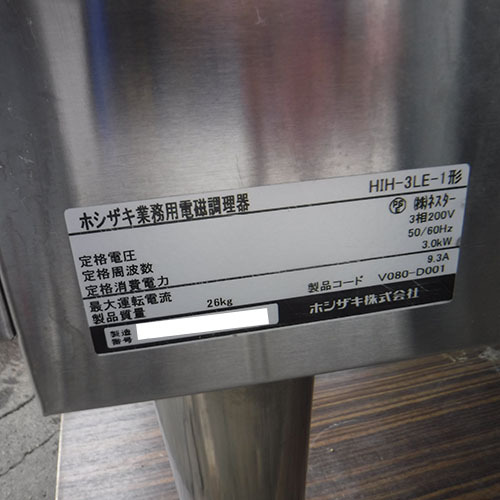 ホシザキ業務用電磁調理器 HIH-3LE-1形
PS E ㈱ネスター
定格電圧 3相200V
定格周波数 50/60Hz
定格消費電力 3.0kW
最大運転電流 9.3A
製品質量 26kg 製品コード V080-D001
製造番号 ホシザキ株式会社